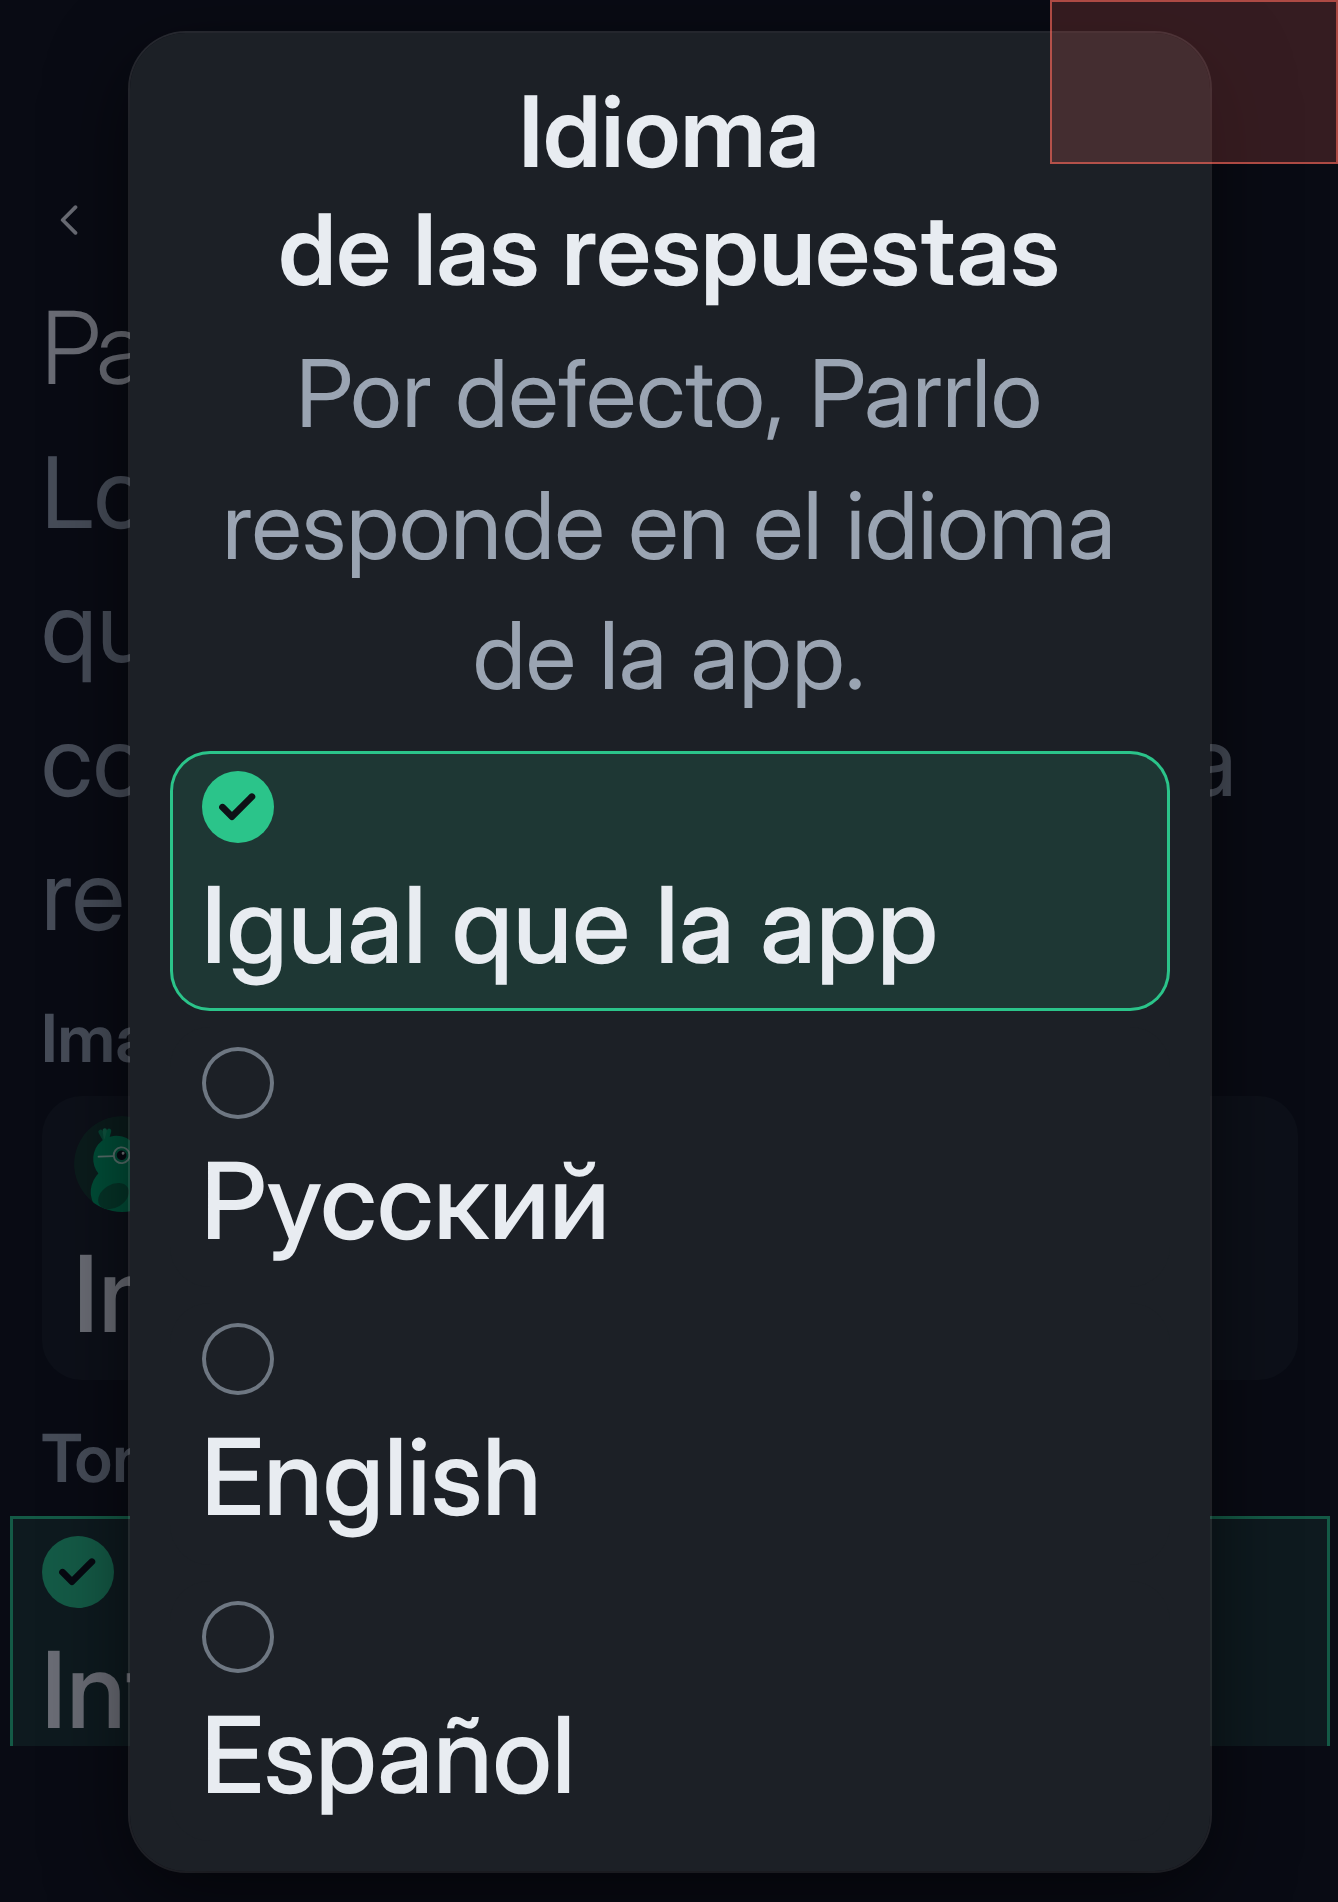 Idioma
de las respuestas
Por defecto, Parrlo
responde en el idioma
de la app.
Igual que la app
Русский
English
Español